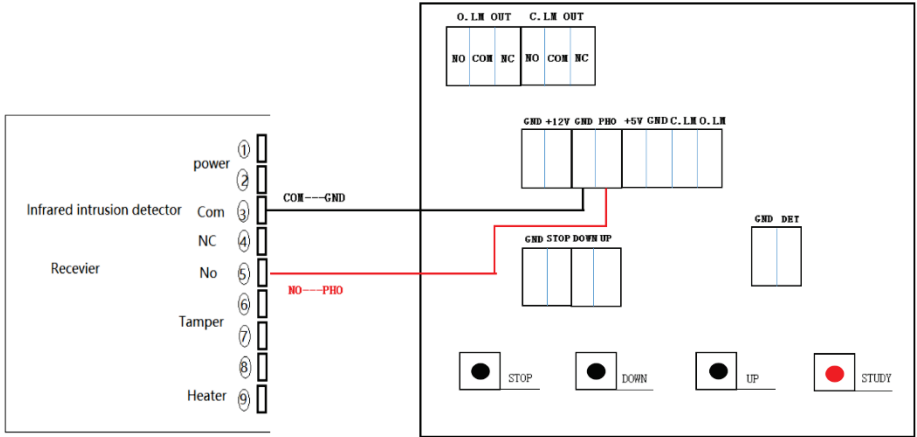 O.LM OUT C.LM OUT
NO COM NC NO COM NC
GND +12V GND PHO +5V GND C.LM O.LM
power
①
②
Infrared intrusion detector Com ③
COM---GND
NC ④
Recevier No ⑤
NO---PHO
⑥
Tamper
⑦
⑧
Heater ⑨
GND STOP DOWN UP
GND DET
STOP DOWN UP STUDY